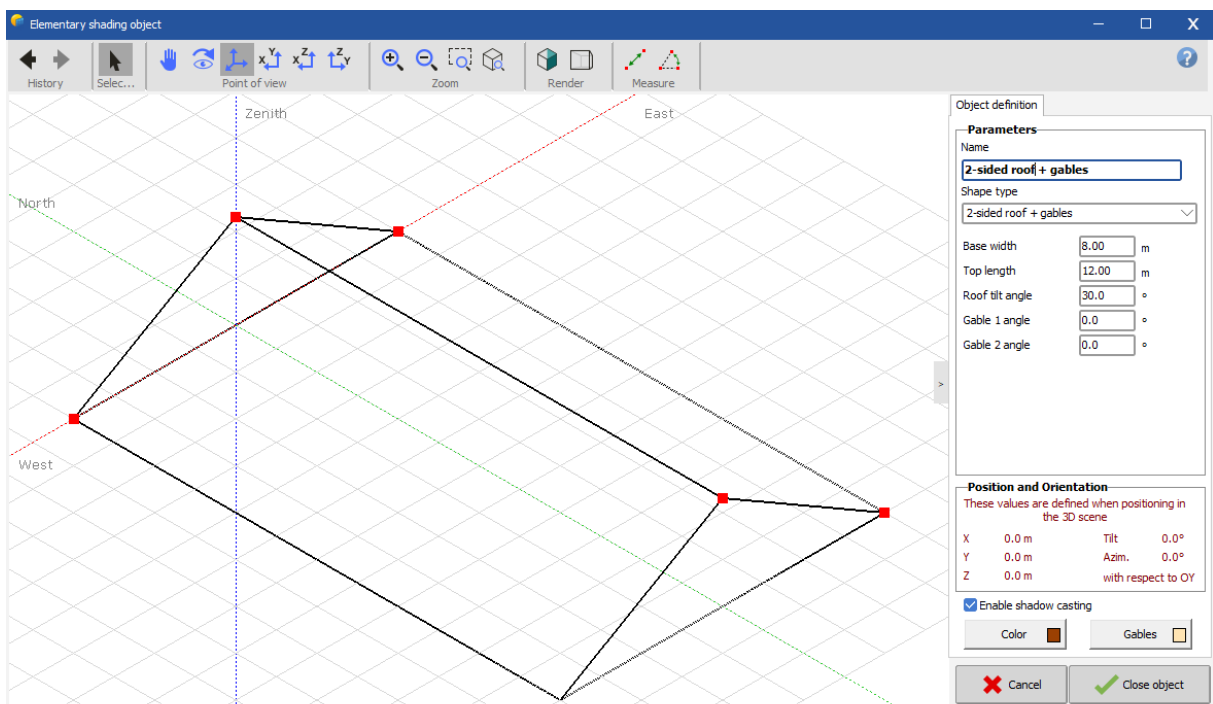 Elementary shading object
X
Y
Z
Z
X
X
Y
?
History
Selec...
Point of view
Zoom
Render
Measure
Zenith
East
North
West
>
Object definition
Parameters
Name
2-sided roof + gables
Shape type
2-sided roof + gables
Base width 8.00 m
Top length 12.00 m
Roof tilt angle 30.0 °
Gable 1 angle 0.0 °
Gable 2 angle 0.0 °
Position and Orientation
These values are defined when positioning in
the 3D scene
X 0.0 m Tilt 0.0°
Y 0.0 m Azim. 0.0°
Z 0.0 m with respect to OY
Enable shadow casting
Color Gables
Cancel Close object